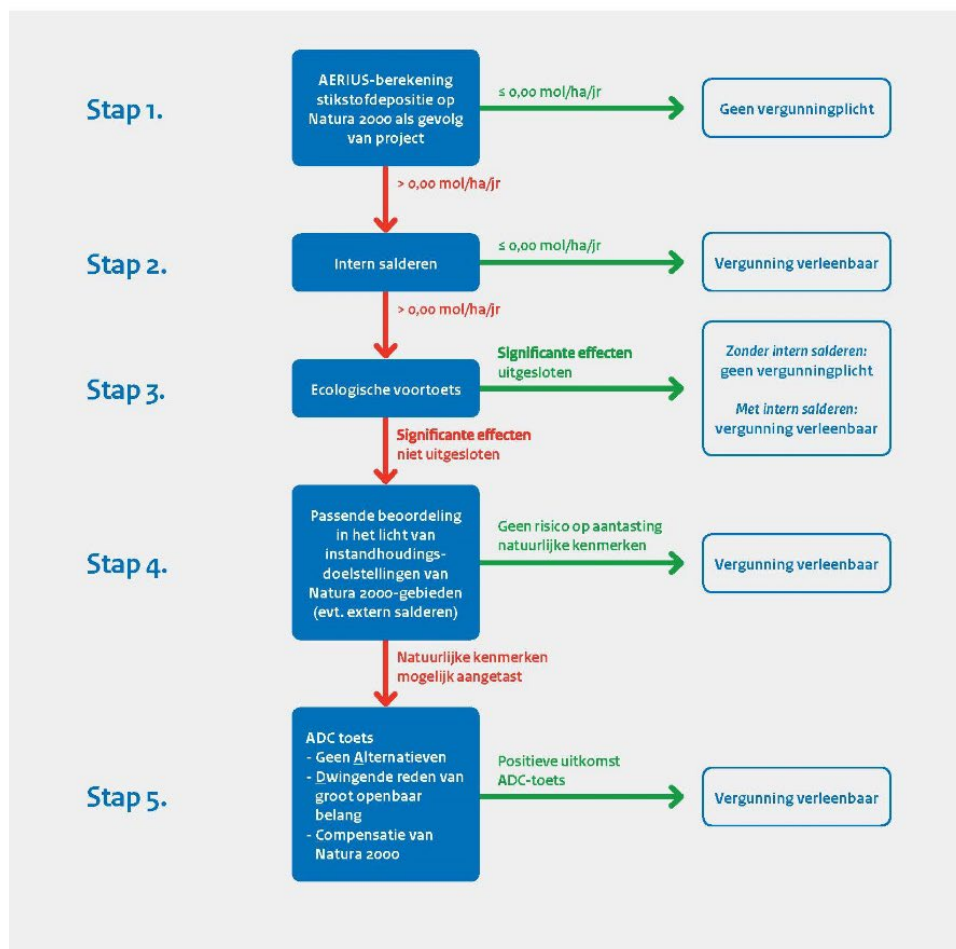 Stap 1.
AERIUS-berekening
stikstofdepositie op
Natura 2000 als gevolg
van project
≤ 0,00 mol/ha/jr
Geen vergunningplicht
> 0,00 mol/ha/jr
Stap 2.
Intern salderen
≤ 0,00 mol/ha/jr
Vergunning verleenbaar
> 0,00 mol/ha/jr
Stap 3.
Ecologische voortoets
Significante effecten
uitgesloten
Zonder intern salderen:
geen vergunningplicht
Met intern salderen:
vergunning verleenbaar
Significante effecten
niet uitgesloten
Stap 4.
Passende beoordeling
in het licht van
instandhoudings-
doelstellingen van
Natura 2000-gebieden
(evt. extern salderen)
Geen risico op aantasting
natuurlijke kenmerken
Vergunning verleenbaar
Natuurlijke kenmerken
mogelijk aangetast
Stap 5.
ADC toets
- Geen Alternatieven
- Dwingende reden van
groot openbaar
belang
- Compensatie van
Natura 2000
Positieve uitkomst
ADC-toets
Vergunning verleenbaar